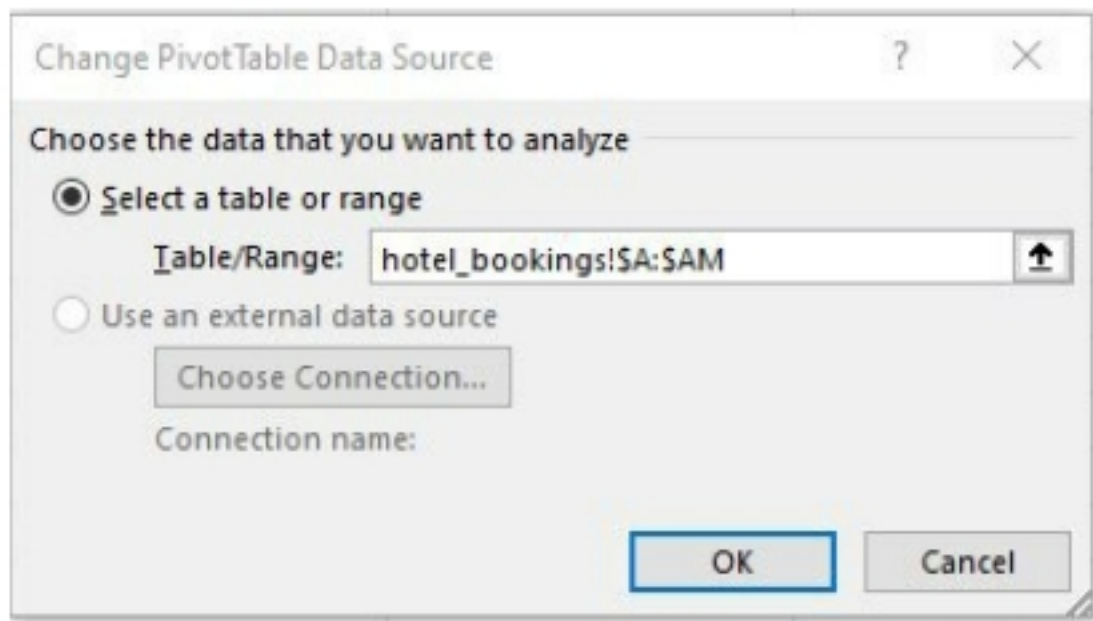 Change PivotTable Data Source ? ×
Choose the data that you want to analyze
Select a table or range
Table/Range: hotel_bookings!$A:$AM
Use an external data source
Choose Connection...
Connection name:
OK Cancel